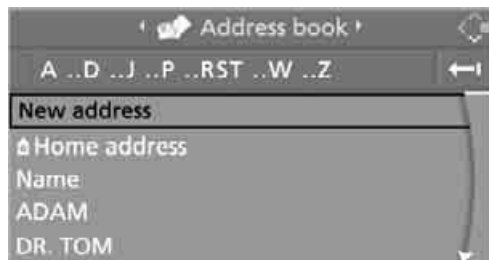 Address book
A ..D ..J ..P ..RST ..W ..Z
New address
Home address
Name
ADAM
DR. TOM